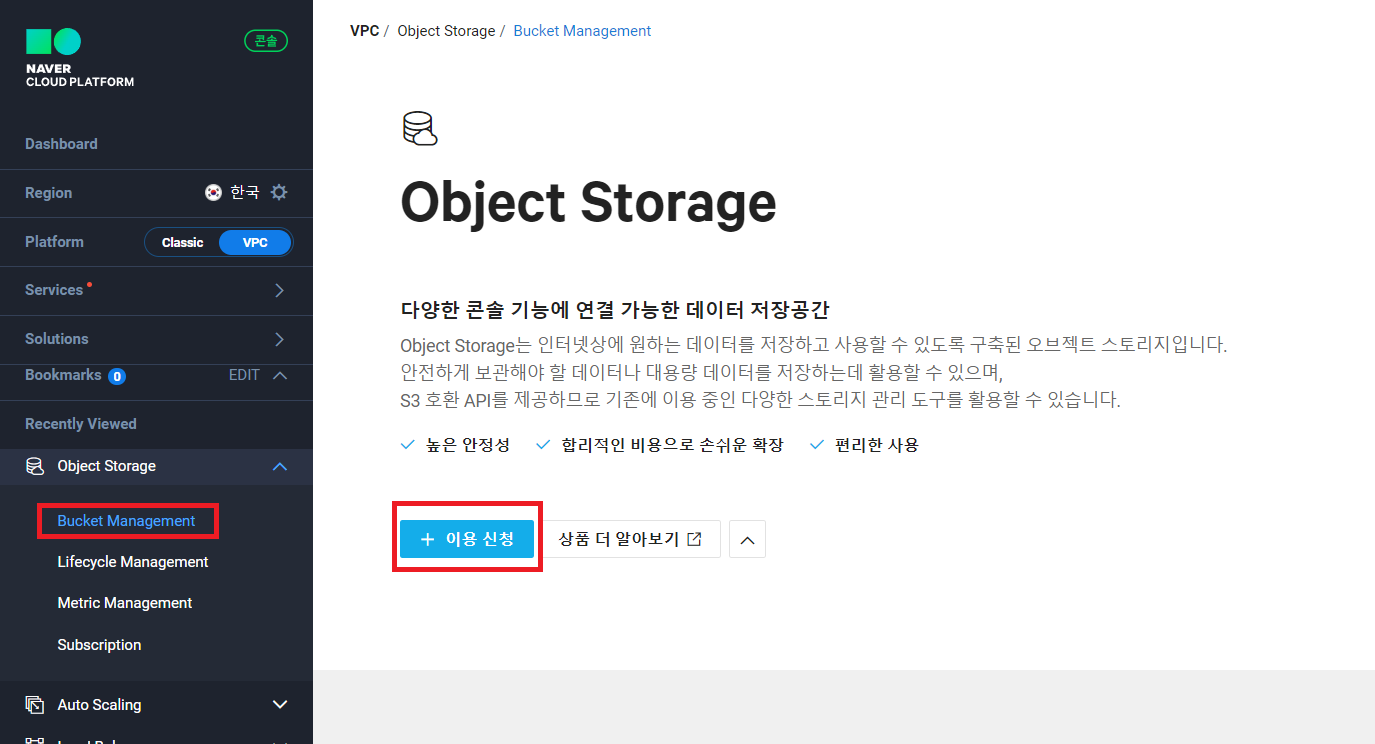 NAVER
CLOUD PLATFORM
콘솔
Dashboard
Region 한국
Platform Classic VPC
Services
Solutions
Bookmarks 0 EDIT
Recently Viewed
Object Storage
Bucket Management
Lifecycle Management
Metric Management
Subscription
Auto Scaling
VPC / Object Storage / Bucket Management
Object Storage
다양한 콘솔 기능에 연결 가능한 데이터 저장공간
Object Storage는 인터넷상에 원하는 데이터를 저장하고 사용할 수 있도록 구축된 오브젝트 스토리지입니다.
안전하게 보관해야 할 데이터나 대용량 데이터를 저장하는데 활용할 수 있으며,
S3 호환 API를 제공하므로 기존에 이용 중인 다양한 스토리지 관리 도구를 활용할 수 있습니다.
높은 안정성 합리적인 비용으로 손쉬운 확장 편리한 사용
+ 이용 신청 상품 더 알아보기